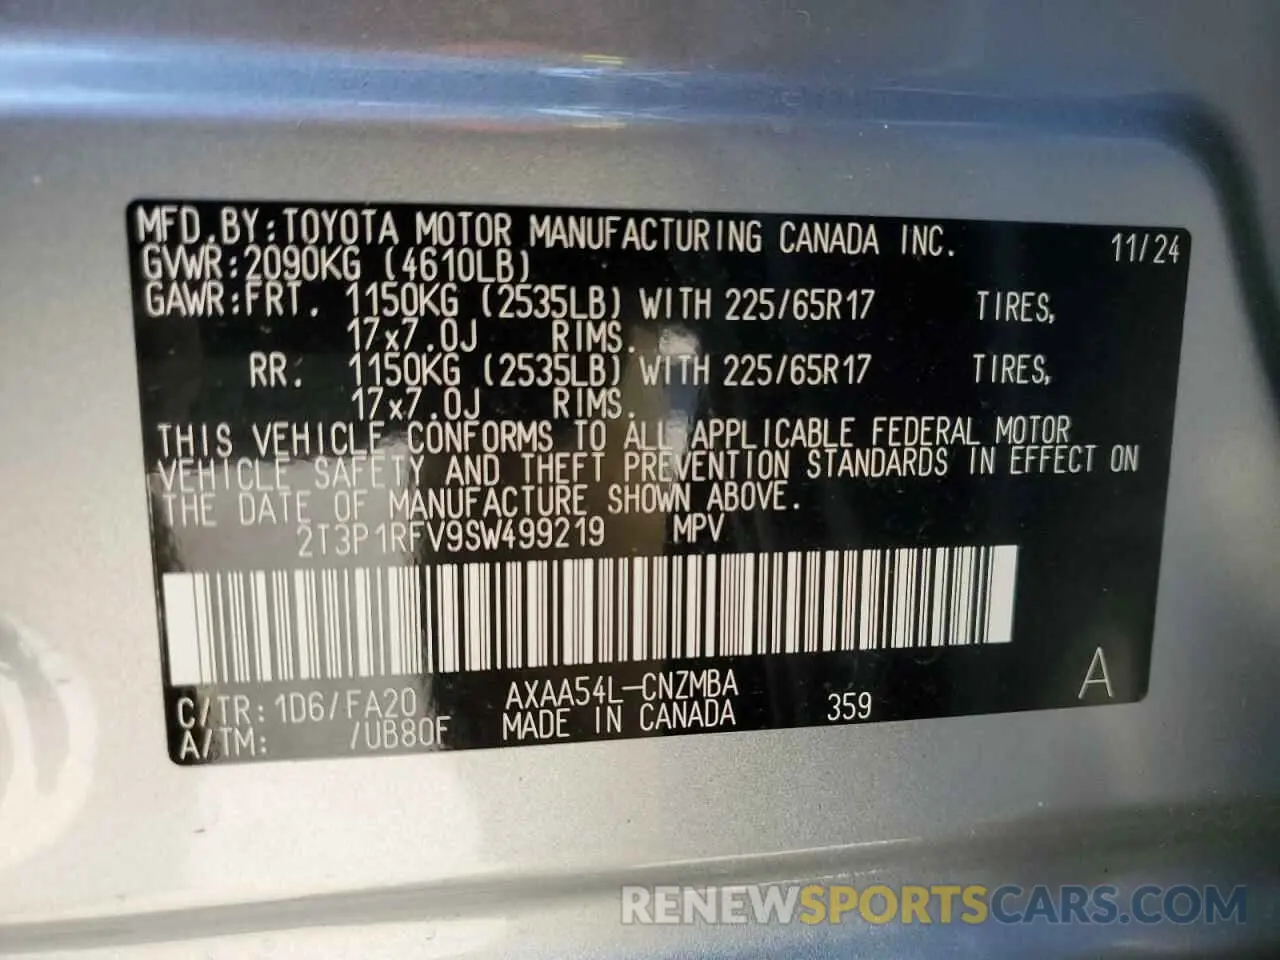 MFD.BY:TOYOTA MOTOR MANUFACTURING CANADA INC. 11/24
GVWR:2090KG (4610LB)
GAWR:FRT. 1150KG (2535LB) WITH 225/65R17 TIRES,
17x7.0J RIMS.
RR: 1150KG (2535LB) WITH 225/65R17 TIRES,
17x7.0J RIMS.
THIS VEHICLE CONFORMS TO ALL APPLICABLE FEDERAL MOTOR
VEHICLE SAFETY AND THEFT PREVENTION STANDARDS IN EFFECT ON
THE DATE OF MANUFACTURE SHOWN ABOVE.
2T3P1RFV9SW499219 MPV
C/TR:1D6/FA20 AXAA54L-CNZMBA
A/TM: /UB80F MADE IN CANADA 359 A
RENEWSPORTSCARS.COM